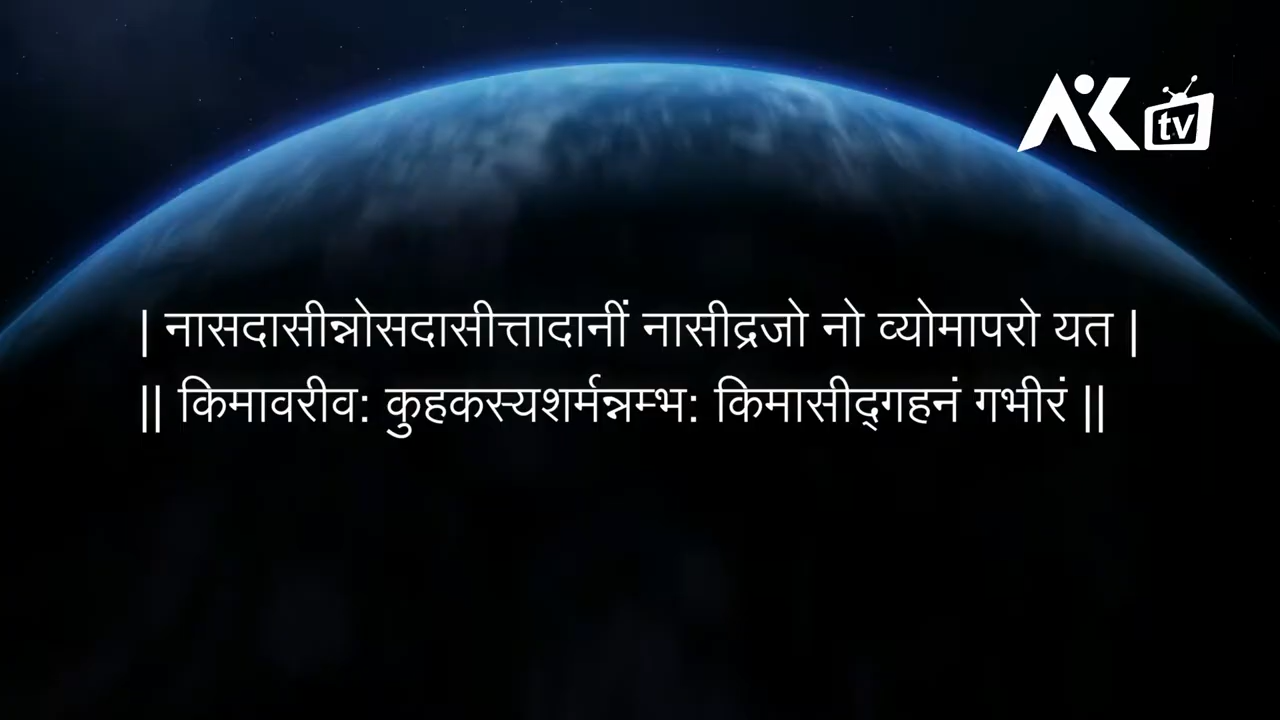 AK tv
| नासदासीन्नोसदासीत्तादानीं नासीद्रजो नो व्योमापरो यत |
|| किमावरीव: कुहकस्यशर्मन्नम्भ: किमासीद्‌गहनं गभीरं ||